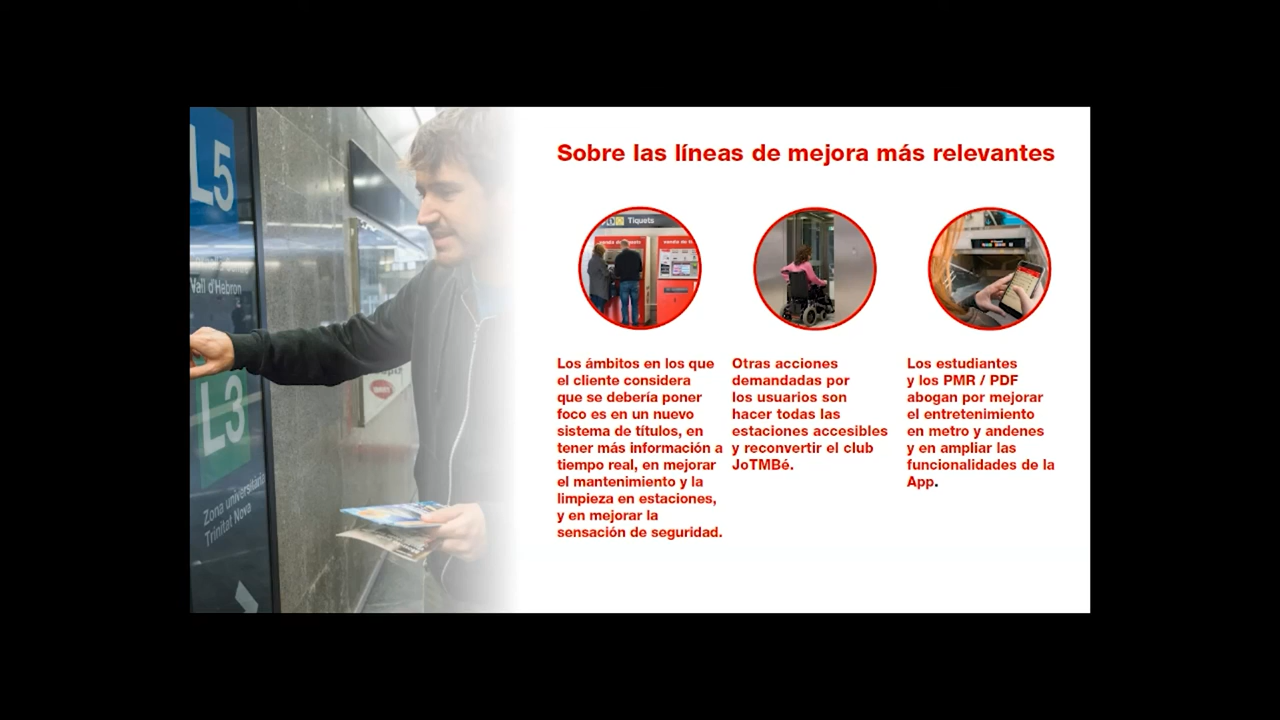 Sobre las líneas de mejora más relevantes
Los ámbitos en los que
el cliente considera
que se debería poner
foco es en un nuevo
sistema de títulos, en
tener más información a
tiempo real, en mejorar
el mantenimiento y la
limpieza en estaciones,
y en mejorar la
sensación de seguridad.
Otras acciones
demandadas por
los usuarios son
hacer todas las
estaciones accesibles
y reconvertir el club
JoTMBé.
Los estudiantes
y los PMR / PDF
abogan por mejorar
el entretenimiento
en metro y andenes
y en ampliar las
funcionalidades de la
App.
L5
Vall d'Hebron
L3
Zona universitària
Trinitat Nova
Tiquets